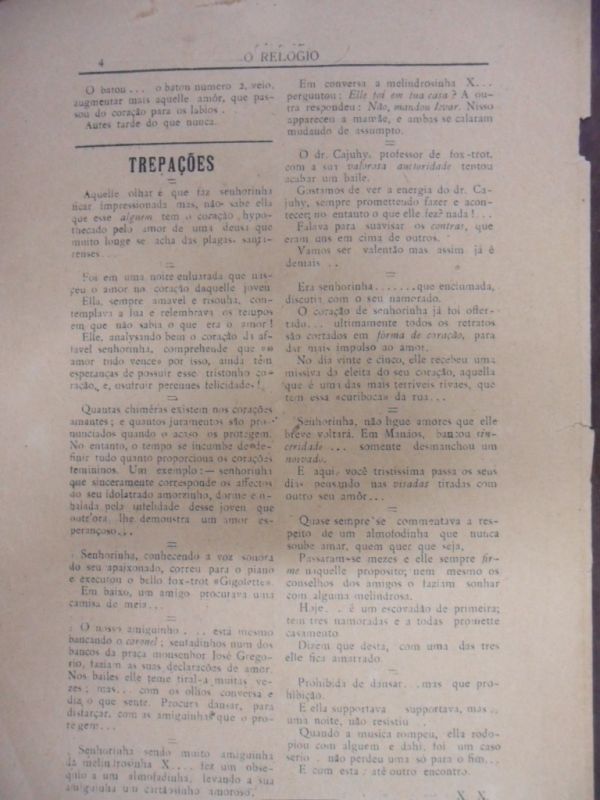 4
O RELOGIO
O batou... o baton numero 2, veio,
augmentar mais aquelle amôr, que pas-
sou do coração para os labios.
Autes tarde do que nunca.
TREPAÇÕES
Aquelle olhar é que faz senhorinha
ficar impressionada mas, não sabe ella
que esse alguem tem o coração hypo-
thecado pelo amor de uma deusa que
muito longe se acha das plagas,
renses...
Foi em uma noite enluarada que nas-
ceu o amor no coração daquelle joven
Ella, sempre amavel e risonha, con-
templava a lua e relembrava os tempos
em que não sabia o que era o amor!
Elle, analysando bem o coração da af-
favel senhorinha, comprehende que «o
amor tudo vence» por isso, ainda têm
esperanças de possuir esse tristonho co-
ração, e, usufruir perennes felicidades!
Quantas chiméras existem nos corações
amantes; e quantos juramentos são pro-
nunciados quando o acaso os protegem.
No entanto, o tempo se incumbe de de-
finir tudo quanto proporciona os corações
femininos. Um exemplo:— senhorinha
que sinceramente corresponde os affectos
do seu idolatrado amorzinho, dorme em-
balada pela infelidade desse joven que
outr'ora, lhe demonstra um amor es-
perançoso...
Senhorinha, conhecendo a voz sonora
do seu apaixonado, correu para o piano
e executou o bello fox-trot «Gigolette».
Em baixo, um amigo procurava uma
camisa de meia...
O nosso amiguinho ... está mesmo
bancando o coronel; sentadinhos num dos
bancos da praça monsenhor José Grego-
rio, faziam as suas declarações de amor.
Nos bailes elle teme tiral-a muitas ve-
zes; mas... com os olhos conversa e
diz o que sente. Procura dansar, para
disfarçar, com as amiguinhas que o pro-
tegem...
Senhorinha sendo muito amiguinha
da melindrosinha X.... fez um obse-
quio a um almofadinha, levando a sua
amiguinha um cartãosinho amoroso.
Em conversa a melindrosinha X...
perguntou: Elle foi em tua casa? A ou-
tra respondeu: Não, mandou levar. Nisso
appareceu a mamãe, e ambas se calaram
mudando de assumpto.
O dr. Cajuhy, professor de fox-trot,
com a sua valorosa auctoridade tentou
acabar um baile.
Gostamos de ver a energia do dr. Ca-
juhy, sempre promettendo fazer e acon-
tecer; no entanto o que elle fez? nada!...
Falava para suavisar os contras, que
eram uns em cima de outros.
Vamos ser valentão mas assim já é
demais...
Era senhorinha.......que enciumada,
discutia com o seu namorado.
O coração de senhorinha já foi offer-
tado... ultimamente todos os retratos
são cortados em fórma de coração, para
dar mais impulso ao amor.
No dia vinte e cinco, elle recebeu uma
missiva da eleita do seu coração, aquella
que é uma das mais terriveis rivaes, que
tem essa «curiboca» da rua...
Senhorinha, não ligue amores que elle
breve voltará. Em Manáos, bancou sin-
ceridade... somente desmanchou um
noivado.
E aqui, você tristissima passa os seus
dias pensando nas visadas tiradas com
outro seu amôr...
Quase sempre se commentava a res-
peito de um almofodinha que nunca
soube amar, quem quer que seja.
Passaram-se mezes e elle sempre fir-
me naquelle proposito; nem mesmo os
conselhos dos amigos o faziam sonhar
com alguma melindrosa.
Hoje... é um escovadão de primeira;
tem tres namoradas e a todas promette
casamento
Dizem que desta, com uma das tres
elle fica amarrado.
Prohibida de dansar...mas que pro-
hibição.
E ella supportava supportava, mas..
uma noite, não resistiu..
Quando a musica rompeu, ella rodo-
piou com alguem e dahi, foi um caso
serio.. não perdeu uma só para o fim...
E com esta: até outro encontro.
X. X.